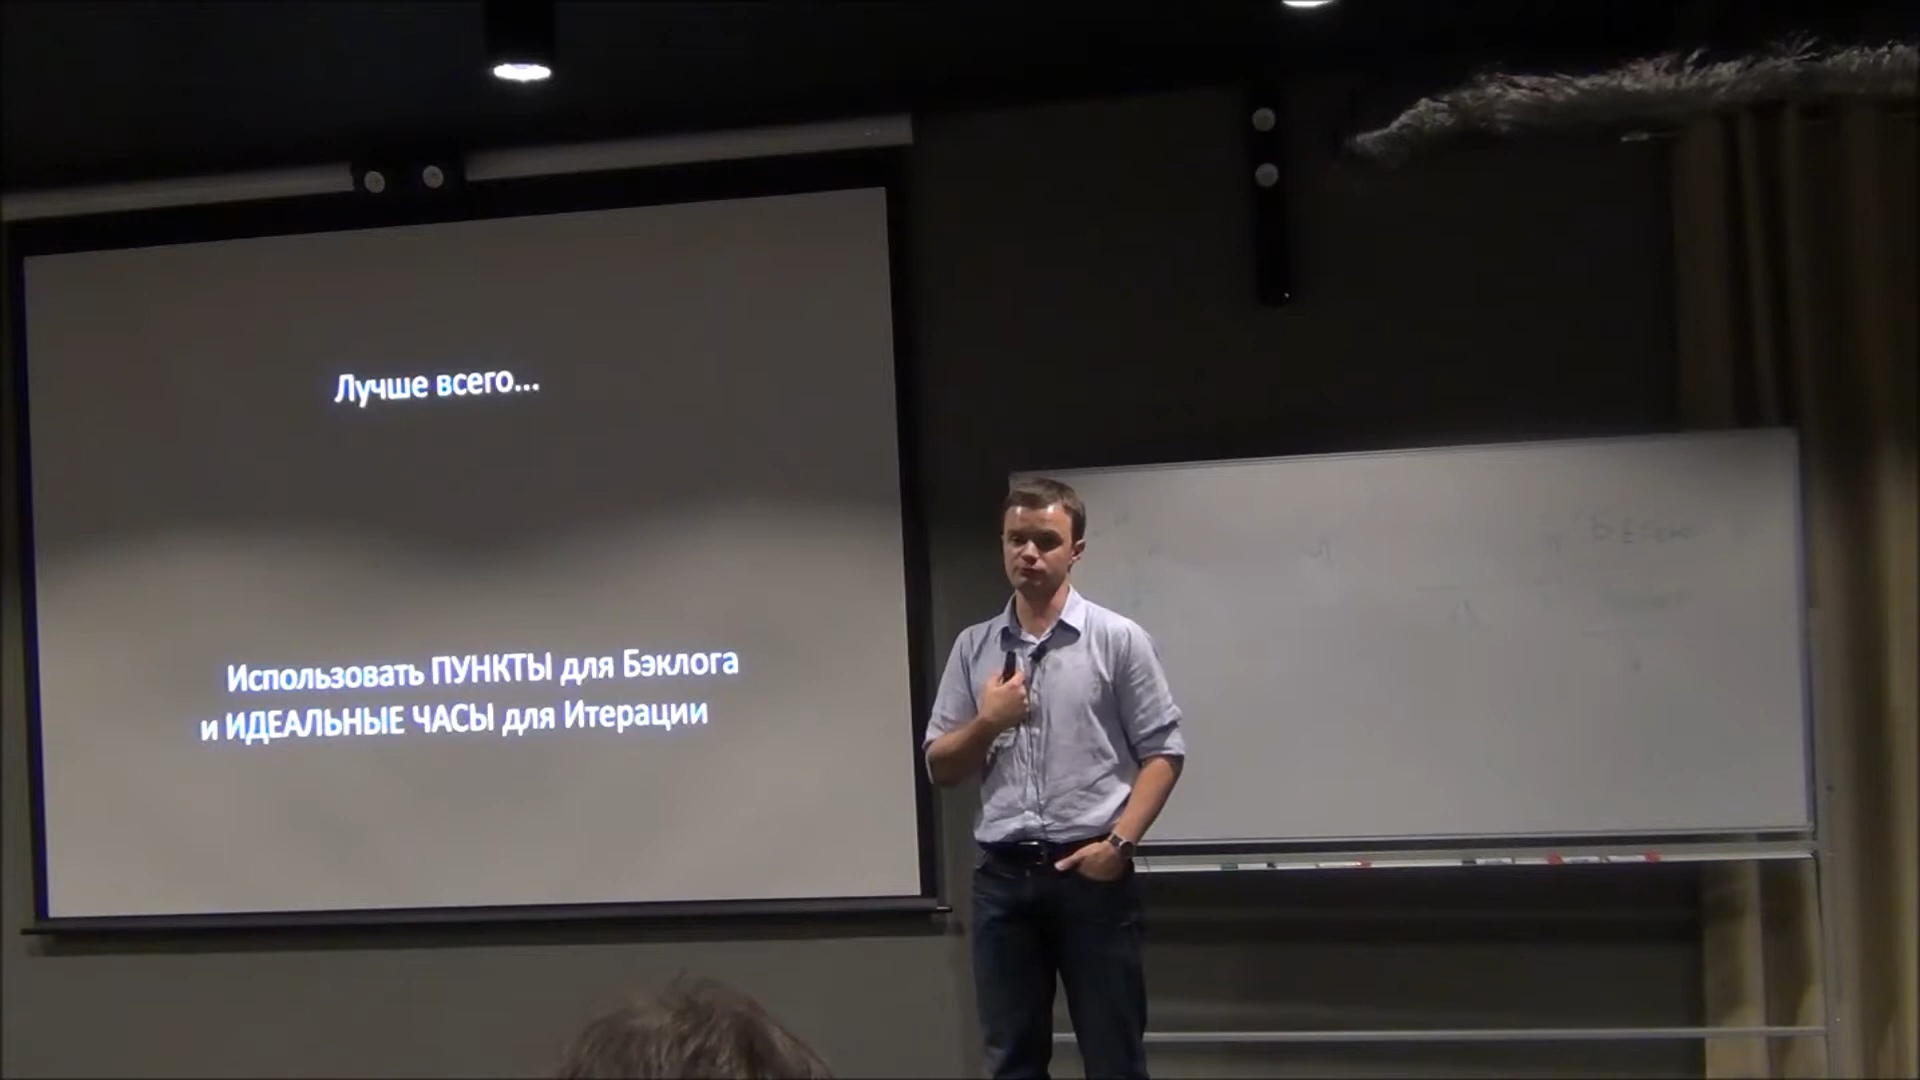 Лучше всего...
Использовать ПУНКТЫ для Бэклога
и ИДЕАЛЬНЫЕ ЧАСЫ для Итерации